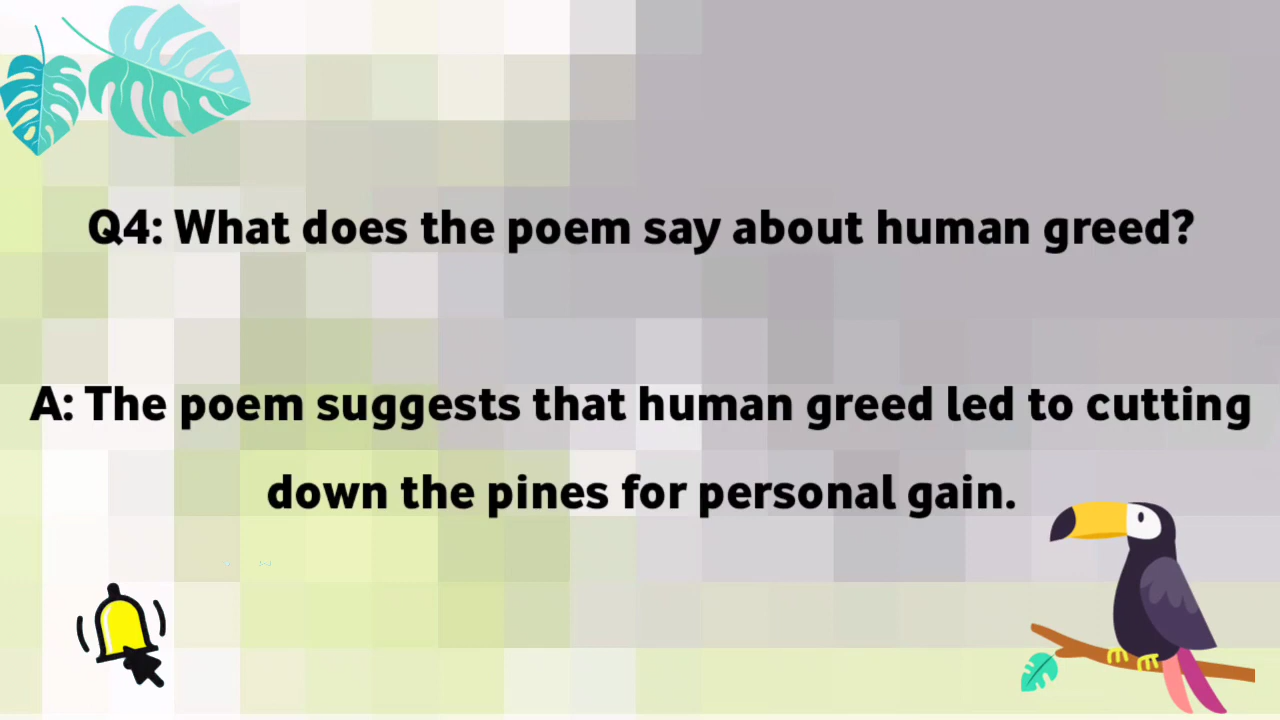 Q4: What does the poem say about human greed?
A: The poem suggests that human greed led to cutting
down the pines for personal gain.